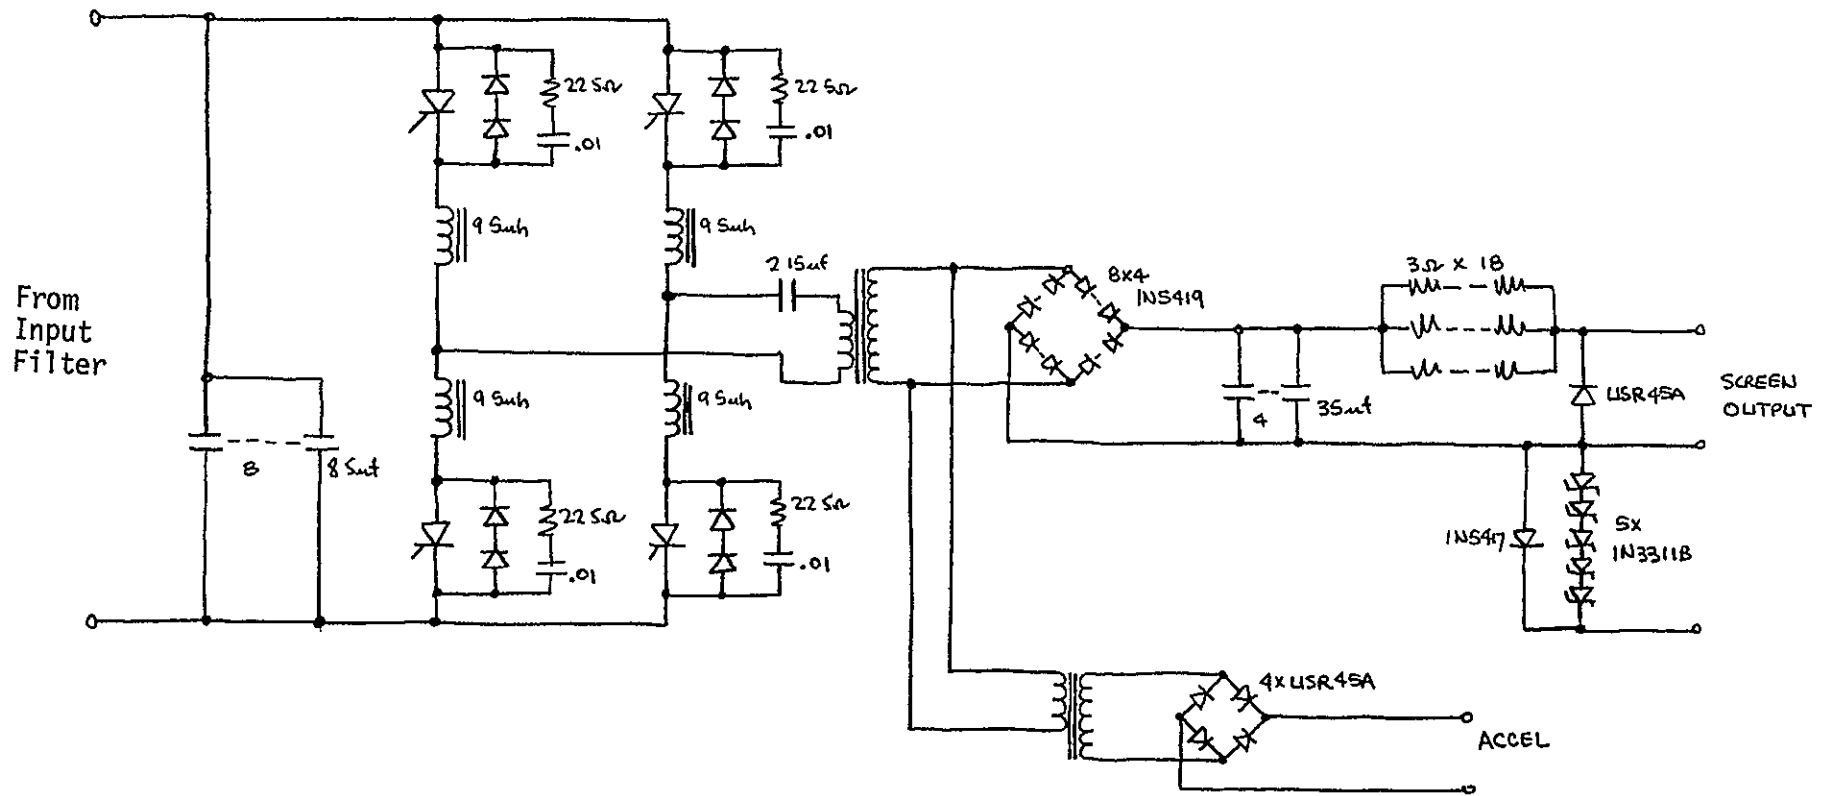 22 5Ω
.01
22 5Ω
.01
9 5uh
9 5uh
2 15uf
8x4
1N5419
3Ω x 18
From
Input
Filter
9 5uh
9 5uh
4
35uf
USR45A
SCREEN
OUTPUT
8
8 5uf
22 5Ω
.01
22 5Ω
.01
1N5417
5x
1N3311B
4xUSR45A
ACCEL